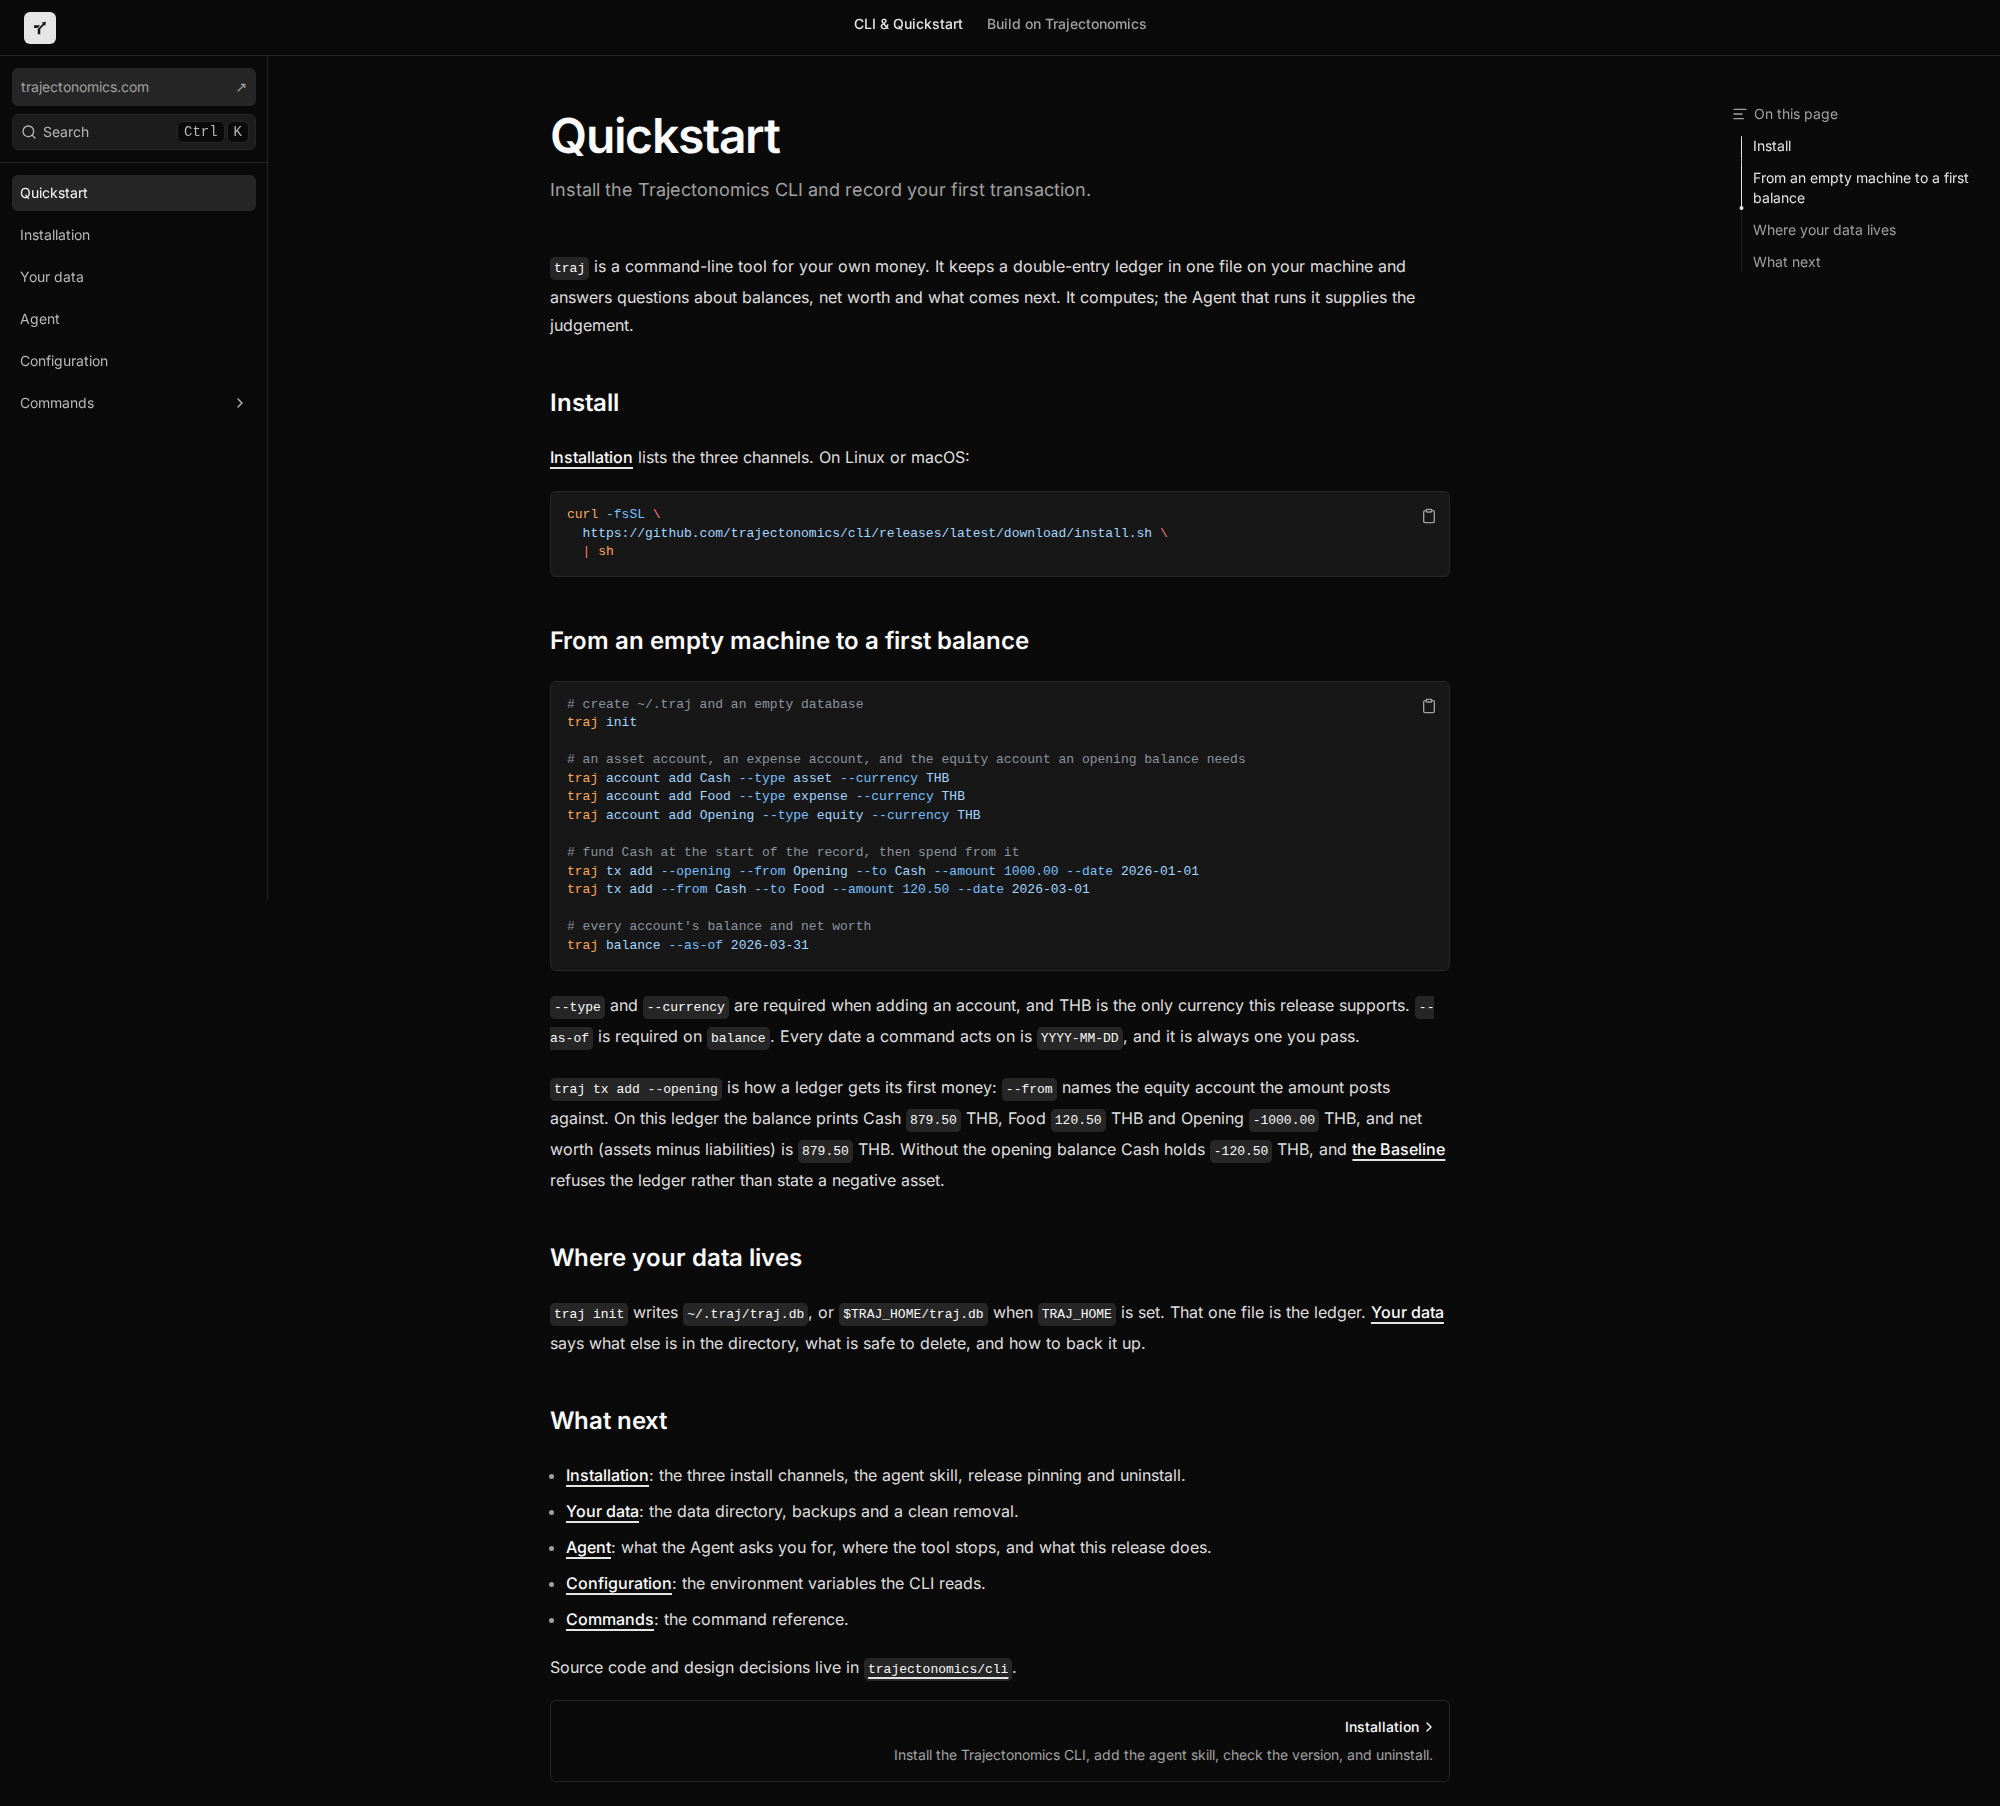 CLI & Quickstart
Build on Trajectonomics
trajectonomics.com ↗
Search Ctrl K
Quickstart
Installation
Your data
Agent
Configuration
Commands
Quickstart
Install the Trajectonomics CLI and record your first transaction.
traj is a command-line tool for your own money. It keeps a double-entry ledger in one file on your machine and
answers questions about balances, net worth and what comes next. It computes; the Agent that runs it supplies the
judgement.
Install
Installation lists the three channels. On Linux or macOS:
curl -fsSL \
  https://github.com/trajectonomics/cli/releases/latest/download/install.sh \
  | sh
From an empty machine to a first balance
# create ~/.traj and an empty database
traj init
# an asset account, an expense account, and the equity account an opening balance needs
traj account add Cash --type asset --currency THB
traj account add Food --type expense --currency THB
traj account add Opening --type equity --currency THB
# fund Cash at the start of the record, then spend from it
traj tx add --opening --from Opening --to Cash --amount 1000.00 --date 2026-01-01
traj tx add --from Cash --to Food --amount 120.50 --date 2026-03-01
# every account's balance and net worth
traj balance --as-of 2026-03-31
--type and --currency are required when adding an account, and THB is the only currency this release supports. --
as-of is required on balance. Every date a command acts on is YYYY-MM-DD, and it is always one you pass.
traj tx add --opening is how a ledger gets its first money: --from names the equity account the amount posts
against. On this ledger the balance prints Cash 879.50 THB, Food 120.50 THB and Opening -1000.00 THB, and net
worth (assets minus liabilities) is 879.50 THB. Without the opening balance Cash holds -120.50 THB, and the Baseline
refuses the ledger rather than state a negative asset.
Where your data lives
traj init writes ~/.traj/traj.db, or $TRAJ_HOME/traj.db when TRAJ_HOME is set. That one file is the ledger. Your data
says what else is in the directory, what is safe to delete, and how to back it up.
What next
• Installation: the three install channels, the agent skill, release pinning and uninstall.
• Your data: the data directory, backups and a clean removal.
• Agent: what the Agent asks you for, where the tool stops, and what this release does.
• Configuration: the environment variables the CLI reads.
• Commands: the command reference.
Source code and design decisions live in trajectonomics/cli.
Installation
Install the Trajectonomics CLI, add the agent skill, check the version, and uninstall.
On this page
Install
From an empty machine to a first
balance
Where your data lives
What next